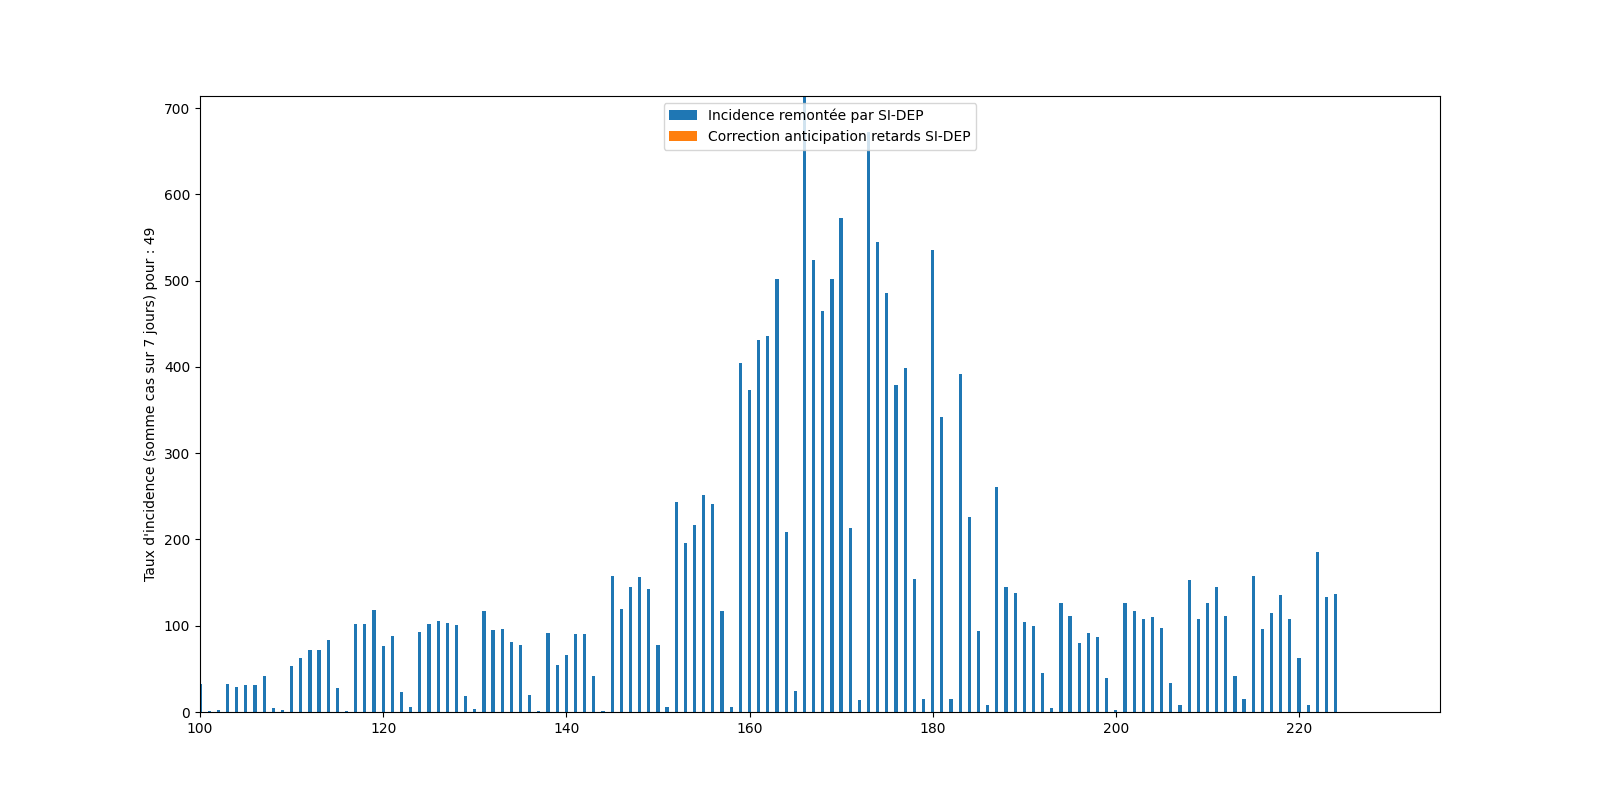 Incidence remontée par SI-DEP
Correction anticipation retards SI-DEP
Taux d'incidence (somme cas sur 7 jours) pour : 49
700
600
500
400
300
200
100
0
100 120 140 160 180 200 220